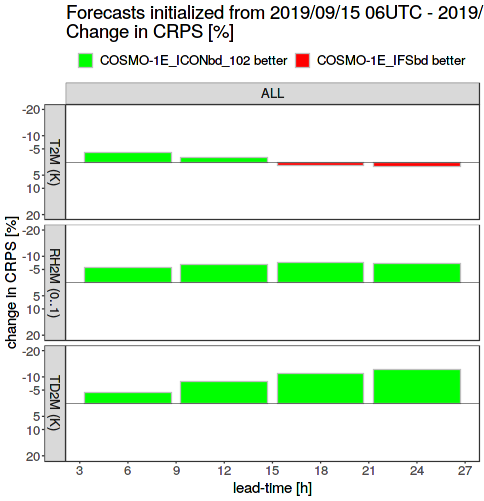 Forecasts initialized from 2019/09/15 06UTC - 2019/
Change in CRPS [%]
COSMO-1E_ICONbd_102 better COSMO-1E_IFSbd better
ALL
-20
-10
-5
5
10
20
T2M (K)
-20
-10
-5
5
10
20
RH2M (0..1)
-20
-10
-5
5
10
20
TD2M (K)
change in CRPS [%]
3 6 9 12 15 18 21 24 27
lead-time [h]